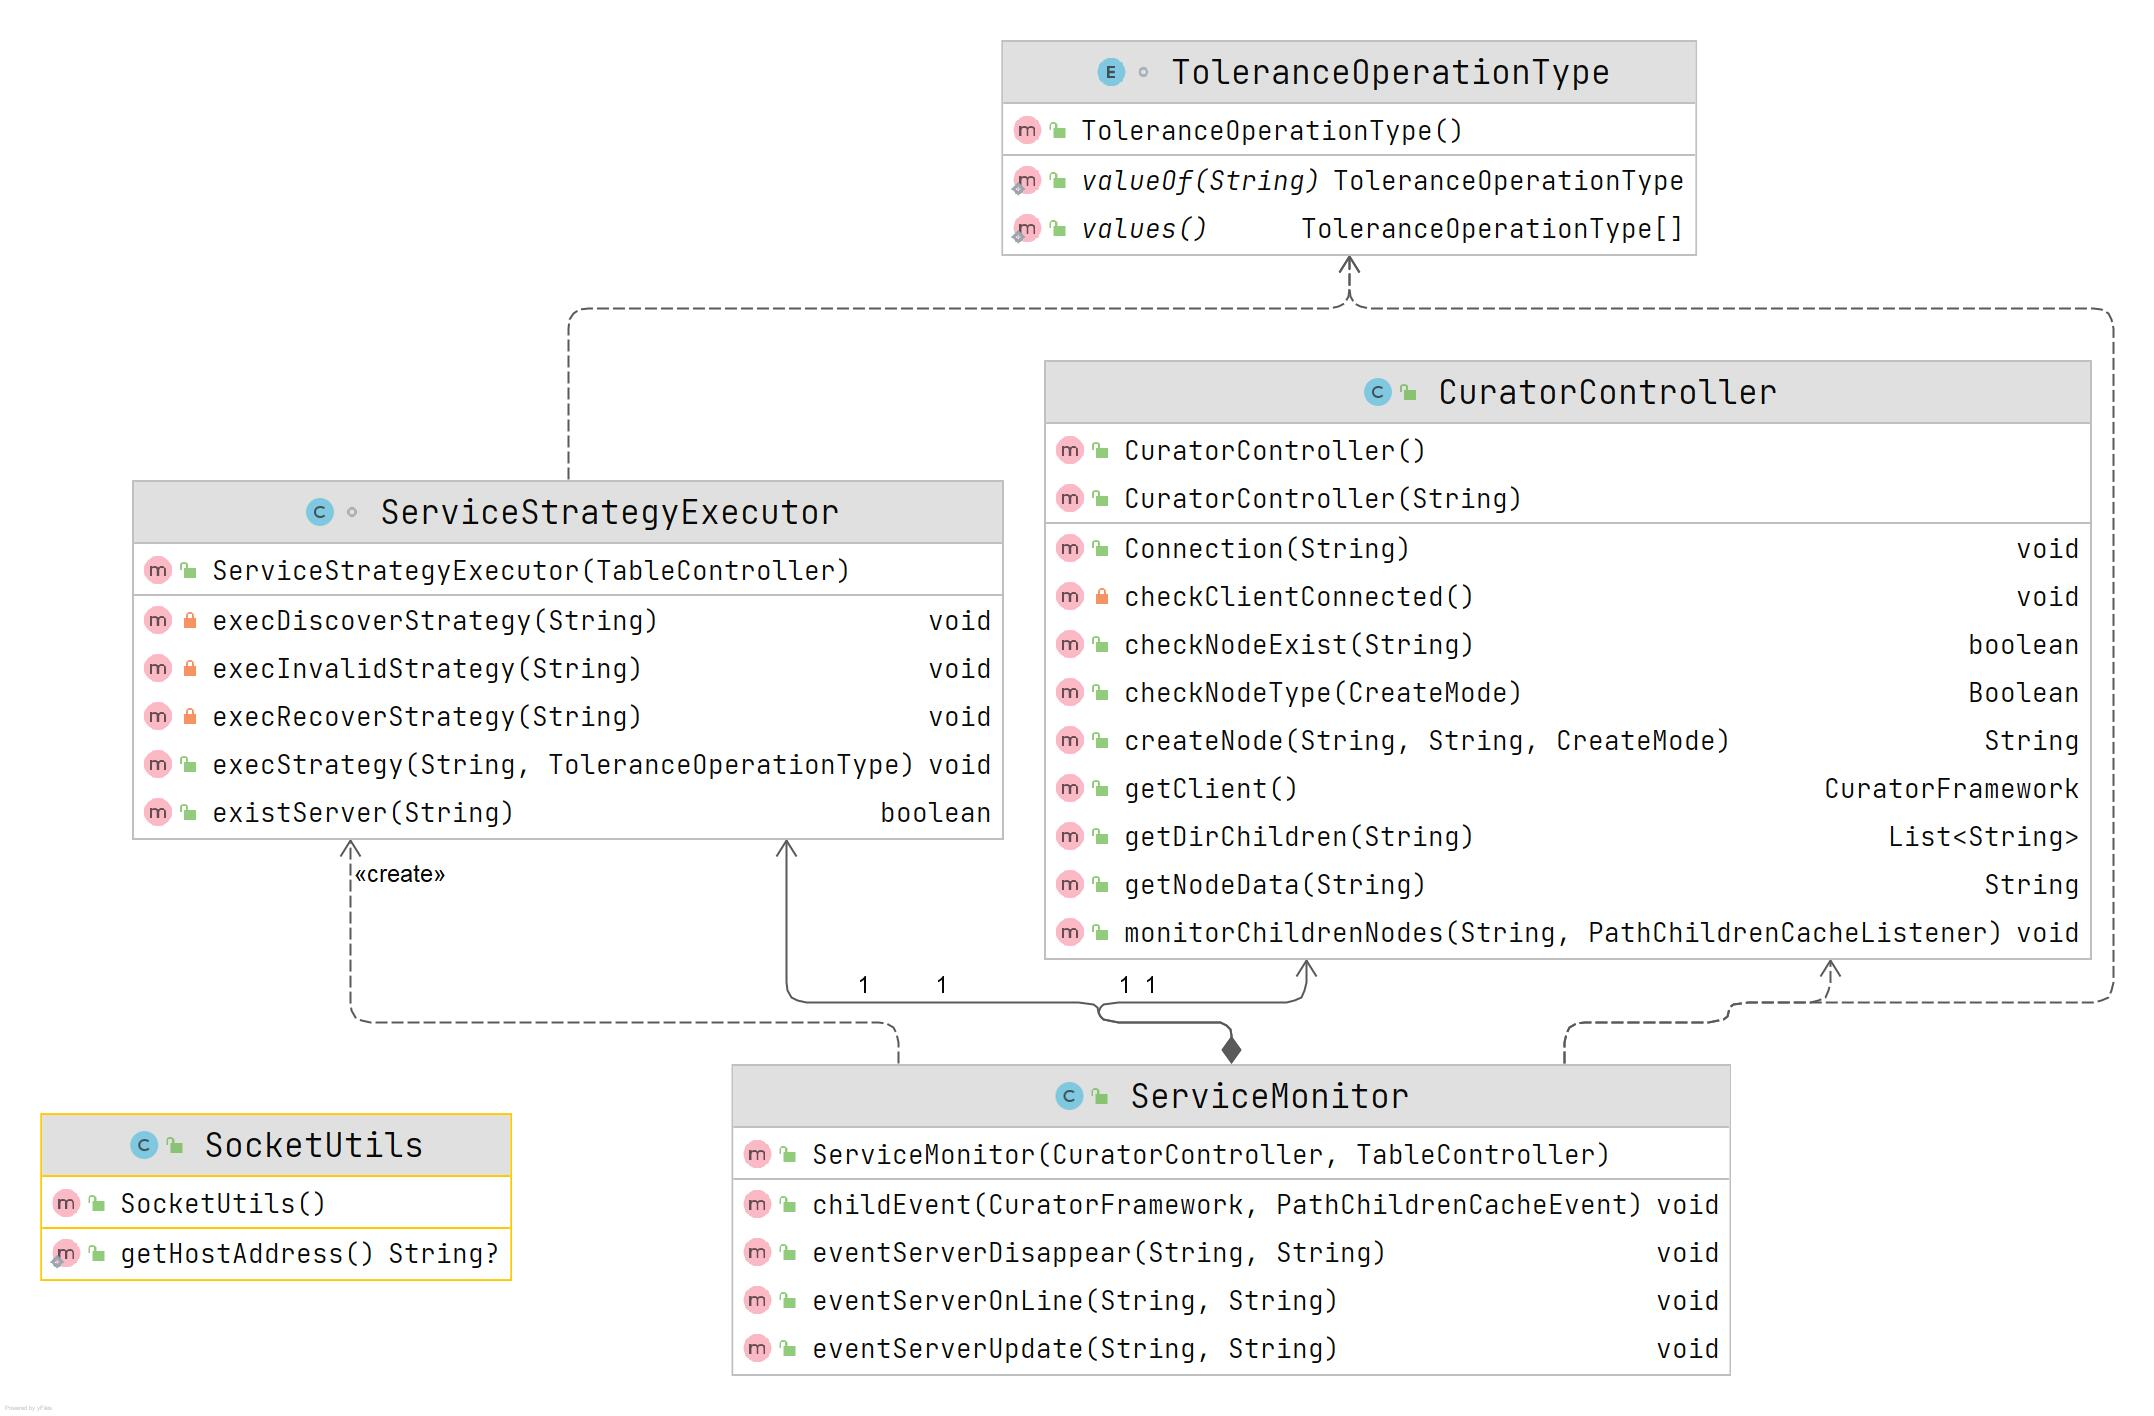 E ToleranceOperationType
m ToleranceOperationType()
m valueOf(String) ToleranceOperationType
m values() ToleranceOperationType[]
C CuratorController
m CuratorController()
m CuratorController(String)
m Connection(String) void
m checkClientConnected() void
m checkNodeExist(String) boolean
m checkNodeType(CreateMode) Boolean
m createNode(String, String, CreateMode) String
m getClient() CuratorFramework
m getDirChildren(String) List<String>
m getNodeData(String) String
m monitorChildrenNodes(String, PathChildrenCacheListener) void
C ServiceStrategyExecutor
m ServiceStrategyExecutor(TableController)
m execDiscoverStrategy(String) void
m execInvalidStrategy(String) void
m execRecoverStrategy(String) void
m execStrategy(String, ToleranceOperationType) void
m existServer(String) boolean
«create»
1 1 1 1
C ServiceMonitor
m ServiceMonitor(CuratorController, TableController)
m childEvent(CuratorFramework, PathChildrenCacheEvent) void
m eventServerDisappear(String, String) void
m eventServerOnLine(String, String) void
m eventServerUpdate(String, String) void
C SocketUtils
m SocketUtils()
m getHostAddress() String?
Powered by yFiles